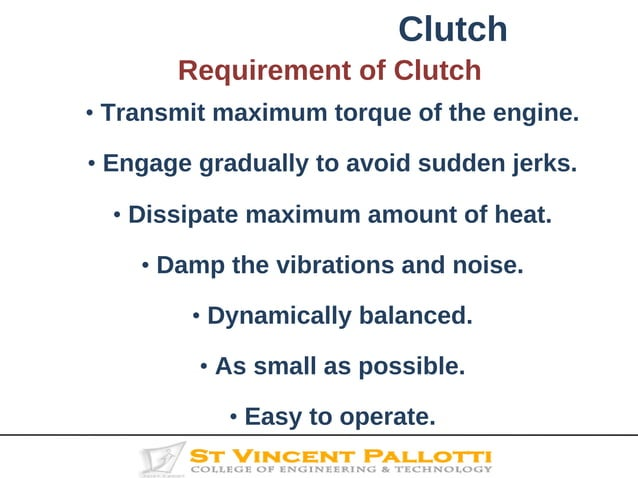 Clutch
Requirement of Clutch
• Transmit maximum torque of the engine.
• Engage gradually to avoid sudden jerks.
• Dissipate maximum amount of heat.
• Damp the vibrations and noise.
• Dynamically balanced.
• As small as possible.
• Easy to operate.
St Vincent Pallotti
COLLEGE OF ENGINEERING & TECHNOLOGY